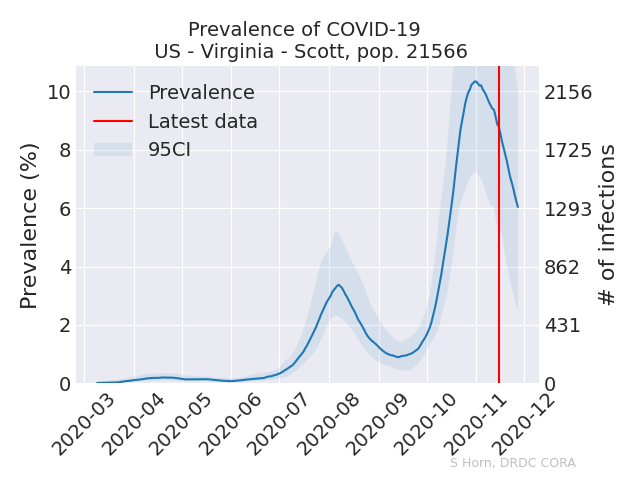 Prevalence of COVID-19
US - Virginia - Scott, pop. 21566
Prevalence
Latest data
95CI
Prevalence (%)
10
8
6
4
2
0
# of infections
2156
1725
1293
862
431
0
2020-03
2020-04
2020-05
2020-06
2020-07
2020-08
2020-09
2020-10
2020-11
2020-12
S Horn, DRDC CORA